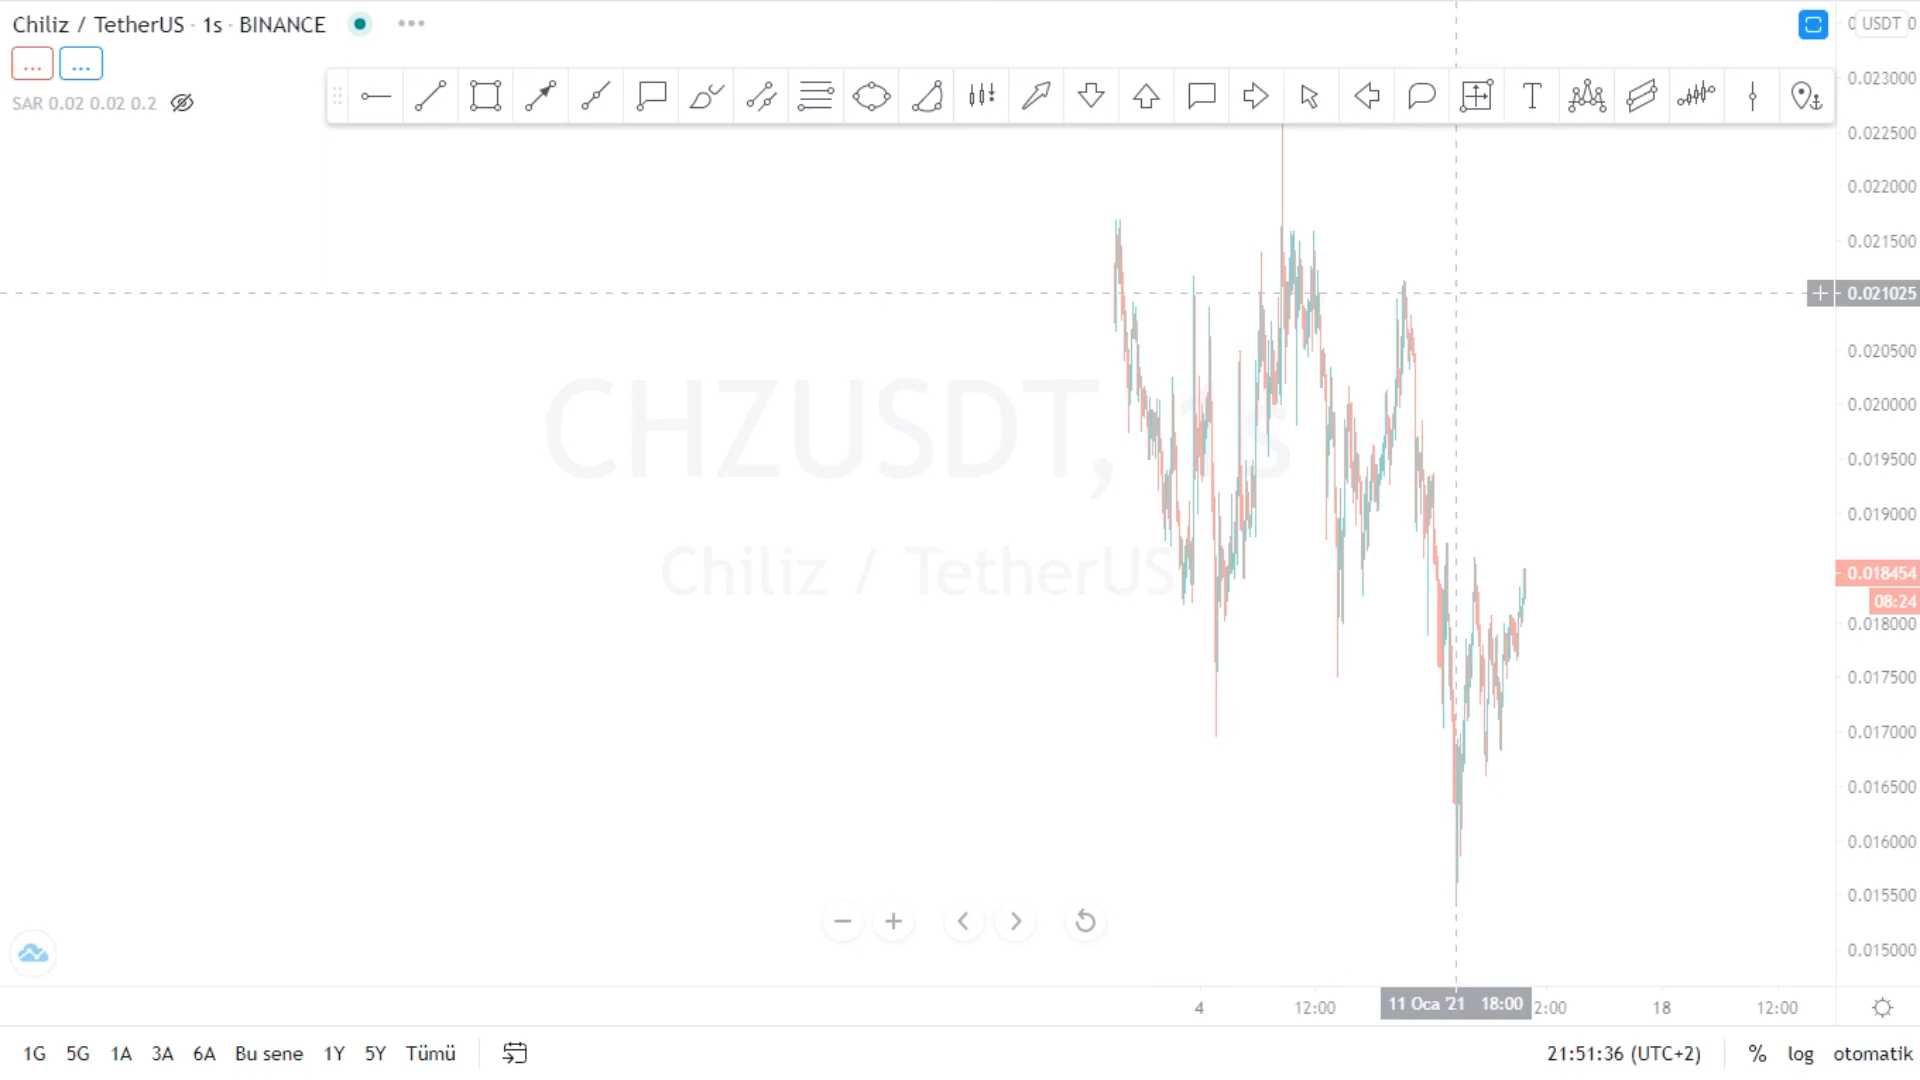 Chiliz / TetherUS · 1s · BINANCE
USDT
SAR 0.02 0.02 0.2
0.023000
0.022500
0.022000
0.021500
0.021025
0.020500
0.020000
0.019500
0.019000
0.018454
08:24
0.018000
0.017500
0.017000
0.016500
0.016000
0.015500
0.015000
CHZUSDT, 1s
Chiliz / TetherUS
4
12:00
11 Oca '21 18:00
2:00
18
12:00
1G 5G 1A 3A 6A Bu sene 1Y 5Y Tümü
21:51:36 (UTC+2)
% log otomatik